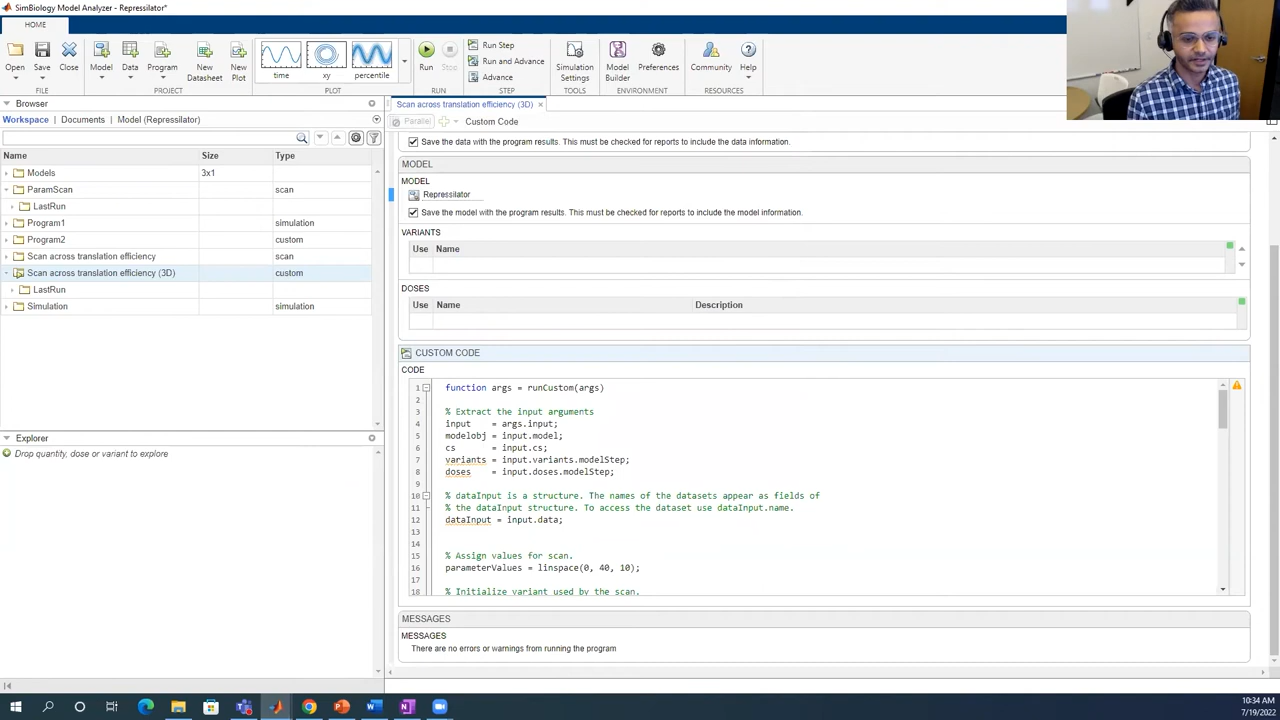 SimBiology Model Analyzer - Repressilator*
HOME
Open
Save
Close
Model
Data
Program
New
Datasheet
New
Plot
time
xy
percentile
Run
Stop
Run Step
Run and Advance
Advance
Simulation
Settings
Model
Builder
Preferences
Community
Help
FILE
PROJECT
PLOT
RUN
STEP
TOOLS
ENVIRONMENT
RESOURCES
Browser
Workspace | Documents | Model (Repressilator)
Name Size Type
Models 3x1
ParamScan scan
LastRun
Program1 simulation
Program2 custom
Scan across translation efficiency scan
Scan across translation efficiency (3D) custom
LastRun
Simulation simulation
Explorer
Drop quantity, dose or variant to explore
Scan across translation efficiency (3D)
Parallel Custom Code
Save the data with the program results. This must be checked for reports to include the data information.
MODEL
MODEL
Repressilator
Save the model with the program results. This must be checked for reports to include the model information.
VARIANTS
Use Name
DOSES
Use Name Description
CUSTOM CODE
CODE
1 function args = runCustom(args)
2
3 % Extract the input arguments
4 input = args.input;
5 modelobj = input.model;
6 cs = input.cs;
7 variants = input.variants.modelStep;
8 doses = input.doses.modelStep;
9
10 % dataInput is a structure. The names of the datasets appear as fields of
11 % the dataInput structure. To access the dataset use dataInput.name.
12 dataInput = input.data;
13
14
15 % Assign values for scan.
16 parameterValues = linspace(0, 40, 10);
17
18 % Initialize variant used by the scan.
MESSAGES
MESSAGES
There are no errors or warnings from running the program
10:34 AM
7/19/2022